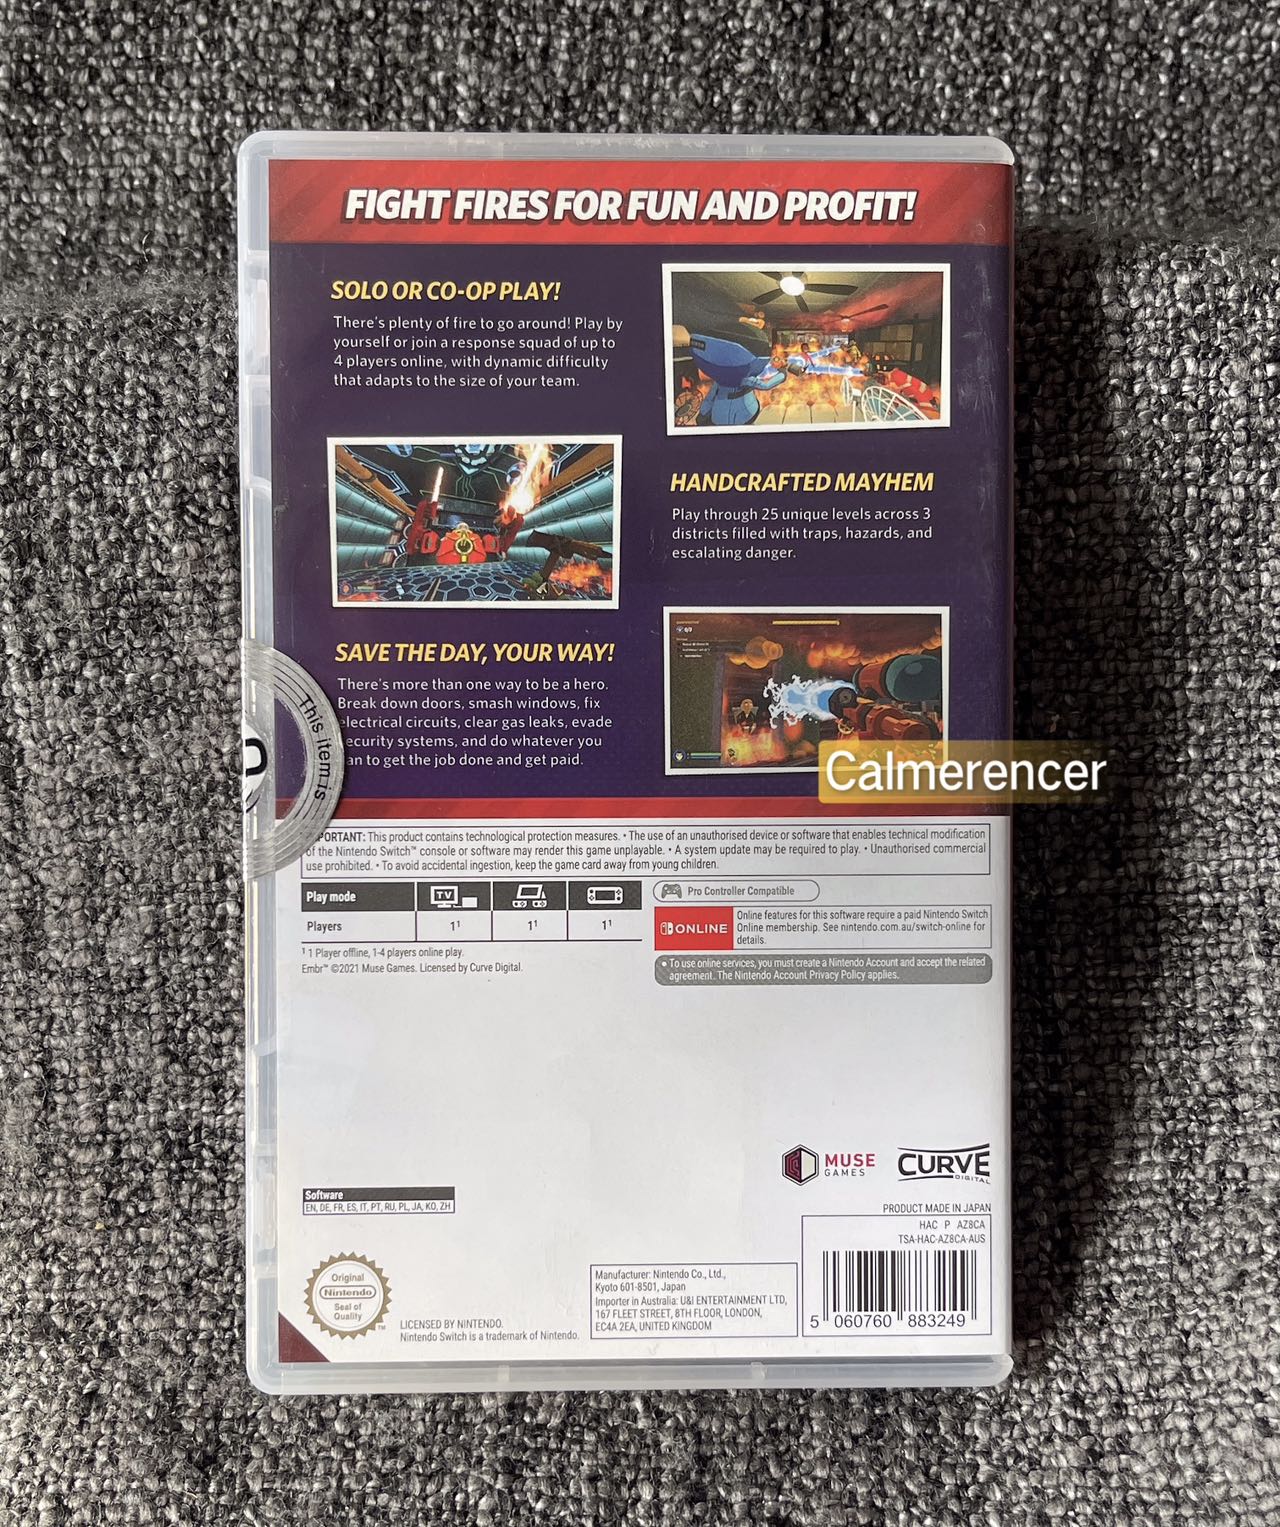 FIGHT FIRES FOR FUN AND PROFIT!
SOLO OR CO-OP PLAY!
There's plenty of fire to go around! Play by
yourself or join a response squad of up to
4 players online, with dynamic difficulty
that adapts to the size of your team.
HANDCRAFTED MAYHEM
Play through 25 unique levels across 3
districts filled with traps, hazards, and
escalating danger.
SAVE THE DAY, YOUR WAY!
There's more than one way to be a hero.
Break down doors, smash windows, fix
electrical circuits, clear gas leaks, evade
ecurity systems, and do whatever you
an to get the job done and get paid.
This item is
Calmerencer
PORTANT: This product contains technological protection measures. • The use of an unauthorised device or software that enables technical modification
of the Nintendo Switch™ console or software may render this game unplayable. • A system update may be required to play. • Unauthorised commercial
use prohibited. • To avoid accidental ingestion, keep the game card away from young children.
Play mode
TV
Players
1¹ 1¹ 1¹
¹ 1 Player offline, 1-4 players online play.
Embr™ ©2021 Muse Games. Licensed by Curve Digital.
Pro Controller Compatible
ONLINE
Online features for this software require a paid Nintendo Switch
Online membership. See nintendo.com.au/switch-online for
details.
• To use online services, you must create a Nintendo Account and accept the related
agreement. The Nintendo Account Privacy Policy applies.
MUSE
GAMES
CURVE
DIGITAL
Software
EN, DE, FR, ES, IT, PT, RU, PL, JA, KO, ZH
PRODUCT MADE IN JAPAN
HAC P AZ8CA
TSA-HAC-AZ8CA-AUS
Original
Nintendo
Seal of
Quality
TM
LICENSED BY NINTENDO.
Nintendo Switch is a trademark of Nintendo.
Manufacturer: Nintendo Co., Ltd.,
Kyoto 601-8501, Japan
Importer in Australia: U&I ENTERTAINMENT LTD,
167 FLEET STREET, 8TH FLOOR, LONDON,
EC4A 2EA, UNITED KINGDOM
5 060760 883249